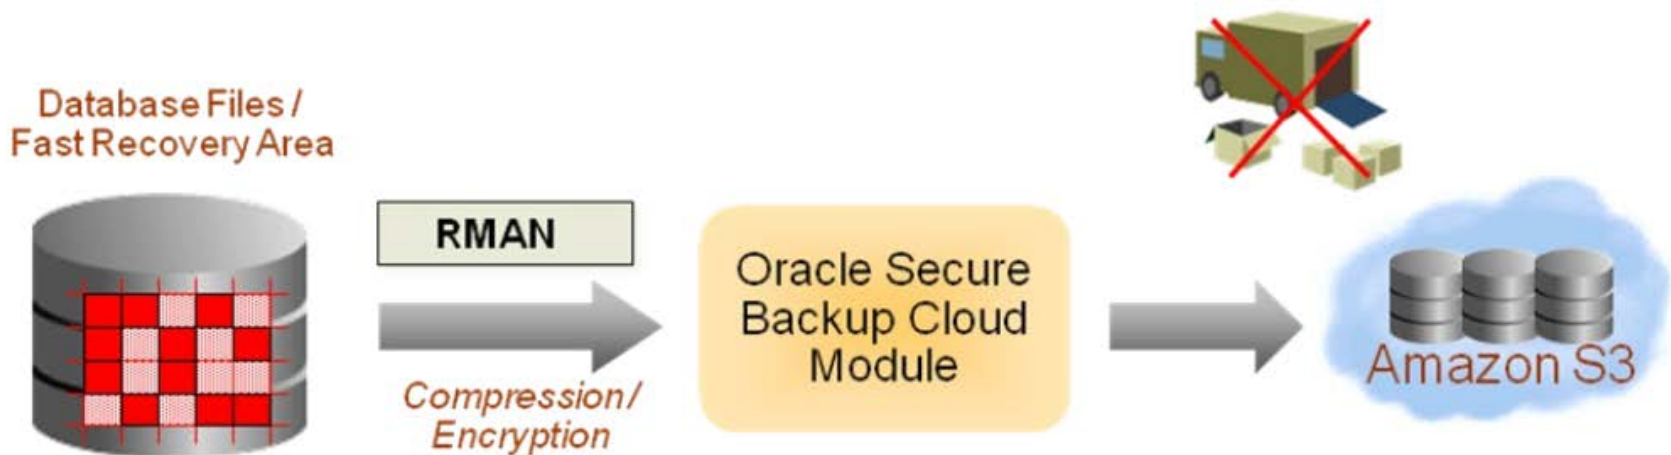 Database Files /
Fast Recovery Area
RMAN
Compression/
Encryption
Oracle Secure
Backup Cloud
Module
Amazon S3